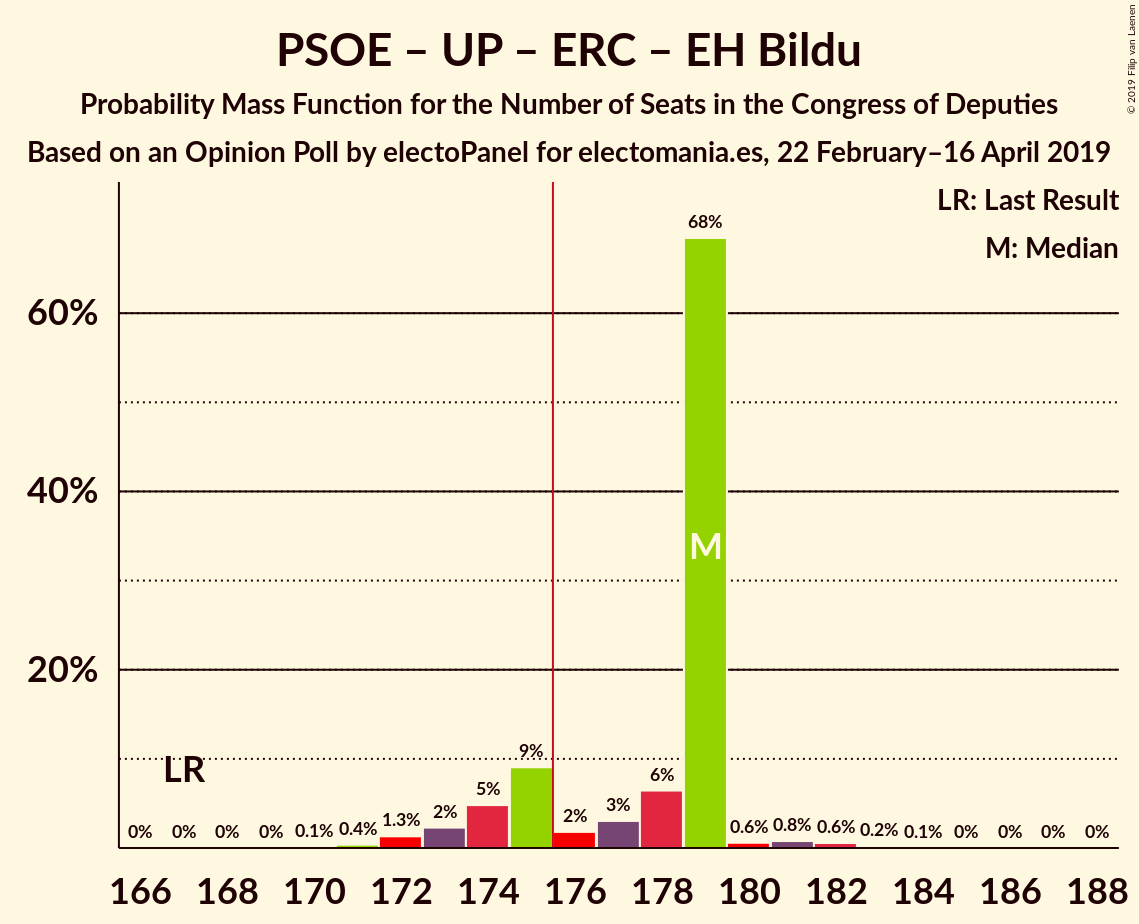 PSOE – UP – ERC – EH Bildu
Probability Mass Function for the Number of Seats in the Congress of Deputies
Based on an Opinion Poll by electoPanel for electomania.es, 22 February–16 April 2019
© 2019 Filip van Laenen
LR: Last Result
M: Median
60%
40%
20%
LR
M
0% 0% 0% 0% 0.1% 0.4% 1.3% 2% 5% 9% 2% 3% 6% 68% 0.6% 0.8% 0.6% 0.2% 0.1% 0% 0% 0% 0%
166 168 170 172 174 176 178 180 182 184 186 188